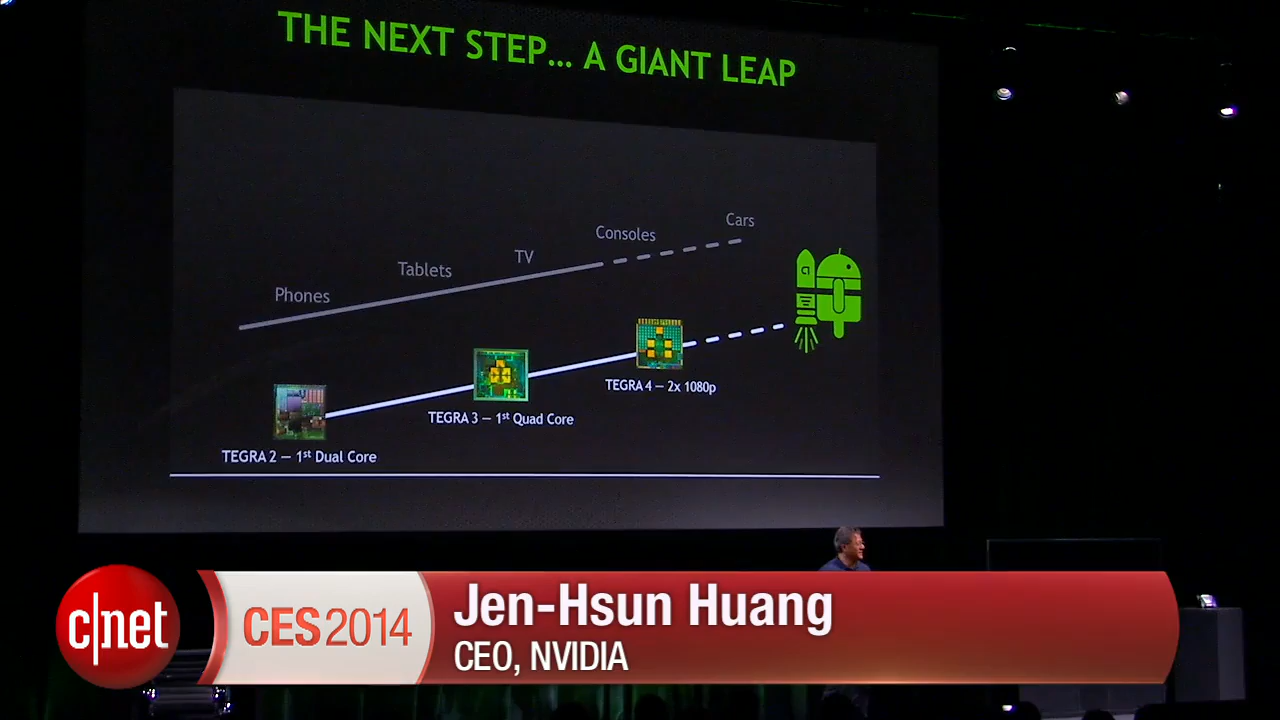 THE NEXT STEP... A GIANT LEAP
Cars
Consoles
TV
Tablets
Phones
TEGRA 4 — 2x 1080p
TEGRA 3 — 1st Quad Core
TEGRA 2 — 1st Dual Core
c|net
CES2014
Jen-Hsun Huang
CEO, NVIDIA